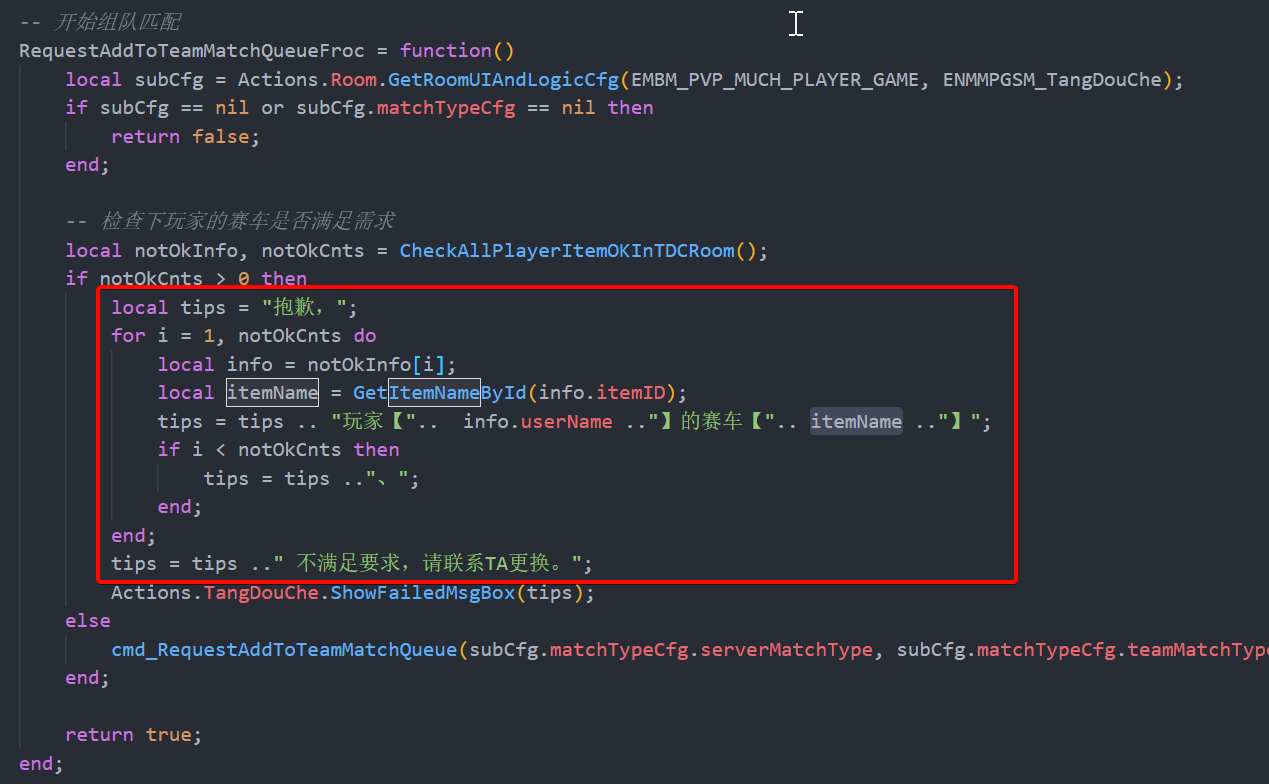 -- 开始组队匹配
RequestAddToTeamMatchQueueFroc = function()
local subCfg = Actions.Room.GetRoomUIAndLogicCfg(EMBM_PVP_MUCH_PLAYER_GAME, ENMMPGSM_TangDouChe);
if subCfg == nil or subCfg.matchTypeCfg == nil then
return false;
end;
-- 检查下玩家的赛车是否满足需求
local notOkInfo, notOkCnts = CheckAllPlayerItemOKInTDCRoom();
if notOkCnts > 0 then
local tips = "抱歉，";
for i = 1, notOkCnts do
local info = notOkInfo[i];
local itemName = GetItemNameById(info.itemID);
tips = tips .. "玩家【".. info.userName .."】的赛车【".. itemName .."】";
if i < notOkCnts then
tips = tips .."、";
end;
end;
tips = tips .." 不满足要求，请联系TA更换。";
Actions.TangDouChe.ShowFailedMsgBox(tips);
else
cmd_RequestAddToTeamMatchQueue(subCfg.matchTypeCfg.serverMatchType, subCfg.matchTypeCfg.teamMatchType
end;
return true;
end;